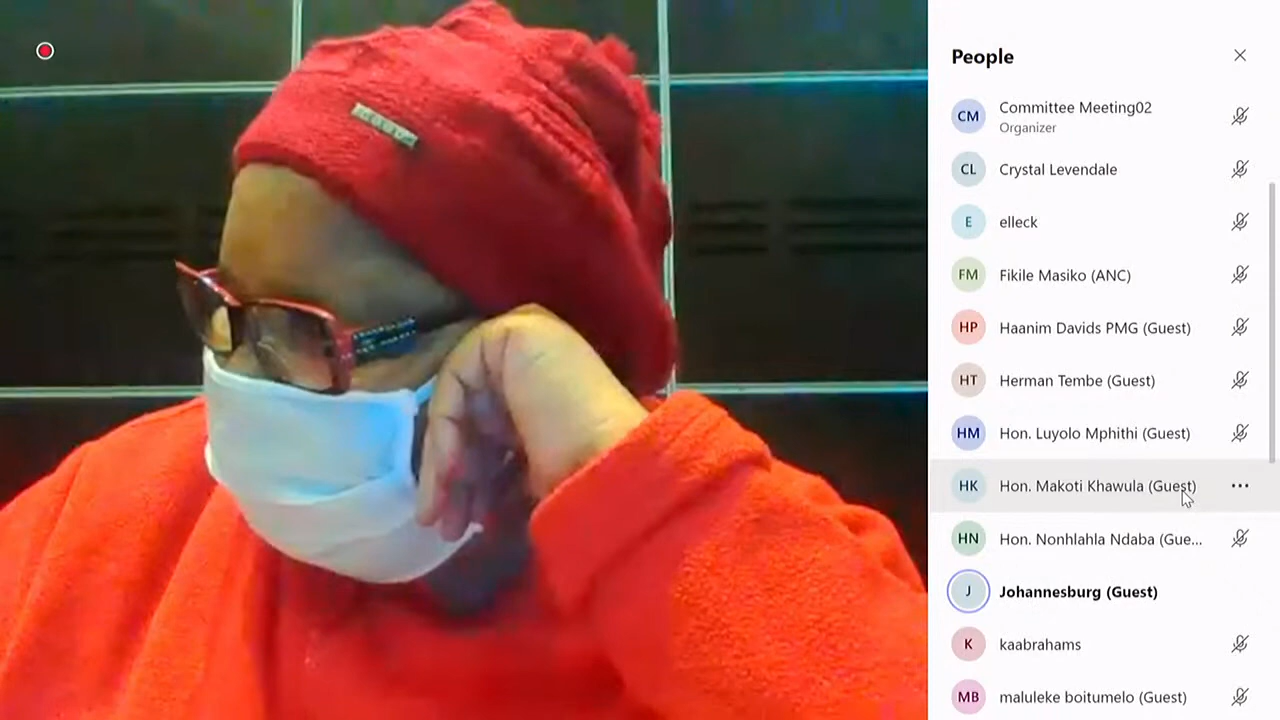 People
CM
Committee Meeting02
Organizer
CL
Crystal Levendale
E
elleck
FM
Fikile Masiko (ANC)
HP
Haanim Davids PMG (Guest)
HT
Herman Tembe (Guest)
HM
Hon. Luyolo Mphithi (Guest)
HK
Hon. Makoti Khawula (Guest)
HN
Hon. Nonhlahla Ndaba (Gue...
J
Johannesburg (Guest)
K
kaabrahams
MB
maluleke boitumelo (Guest)